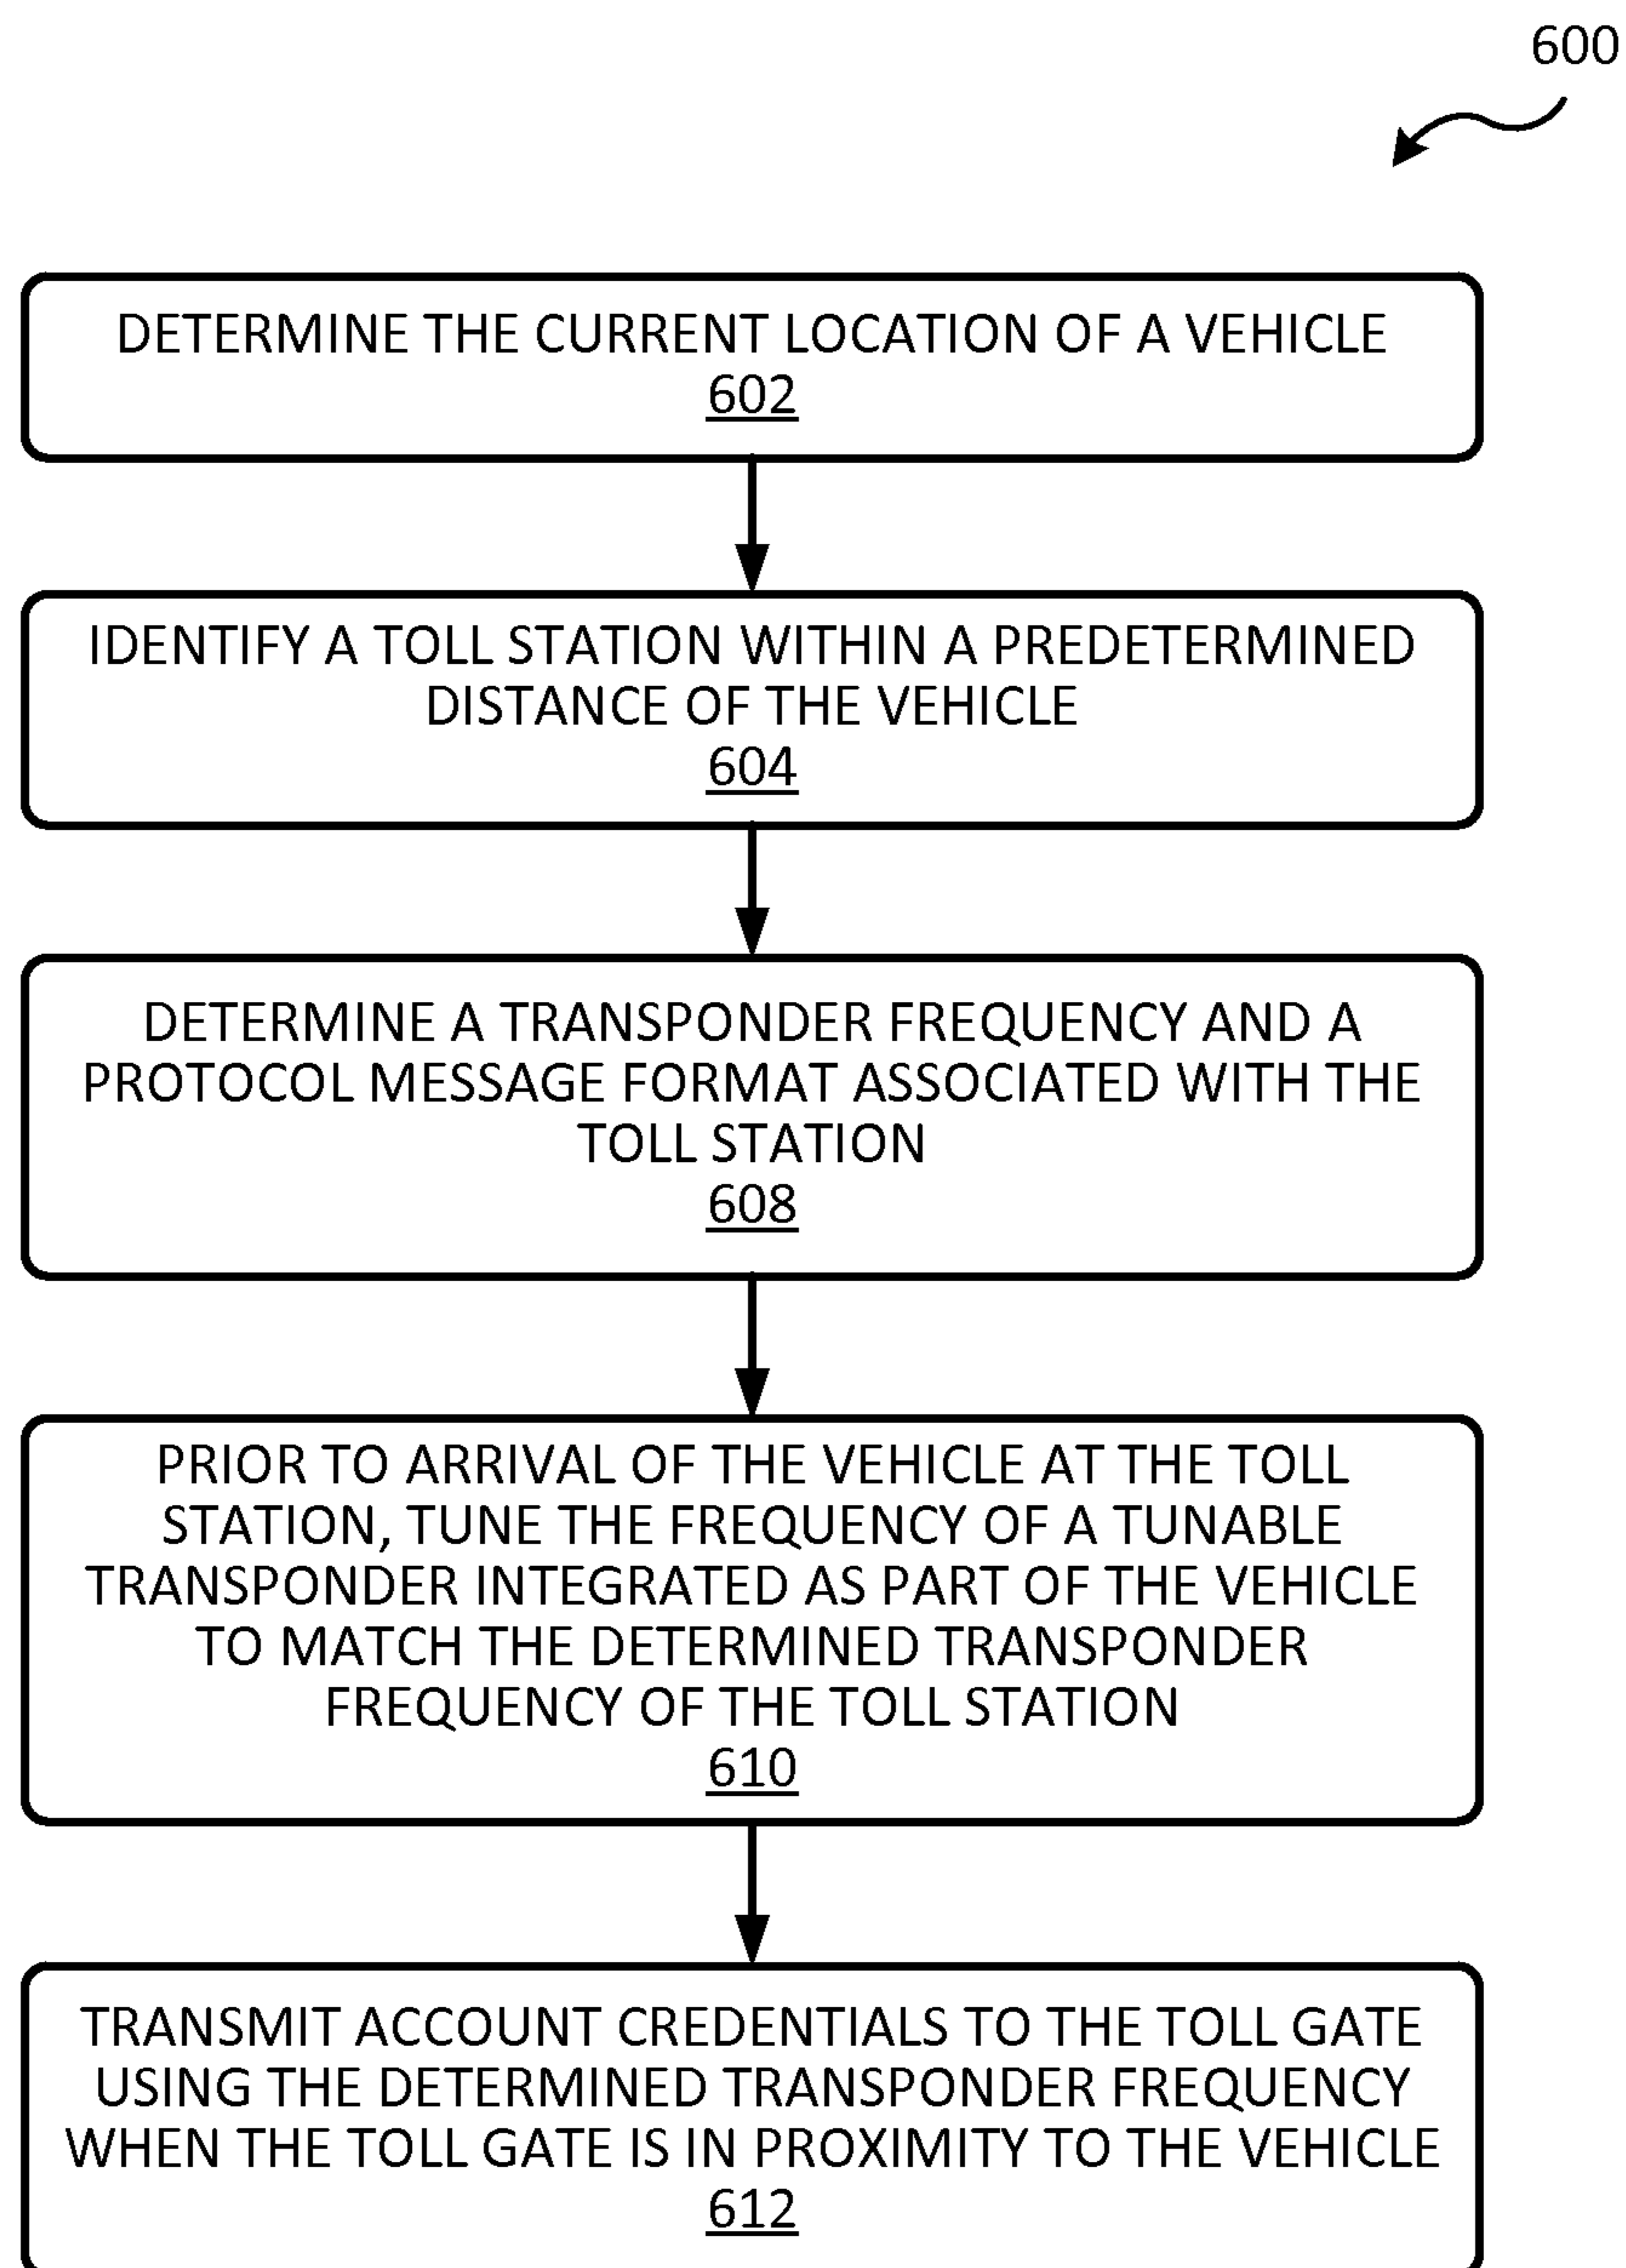 600
DETERMINE THE CURRENT LOCATION OF A VEHICLE
602
IDENTIFY A TOLL STATION WITHIN A PREDETERMINED
DISTANCE OF THE VEHICLE
604
DETERMINE A TRANSPONDER FREQUENCY AND A
PROTOCOL MESSAGE FORMAT ASSOCIATED WITH THE
TOLL STATION
608
PRIOR TO ARRIVAL OF THE VEHICLE AT THE TOLL
STATION, TUNE THE FREQUENCY OF A TUNABLE
TRANSPONDER INTEGRATED AS PART OF THE VEHICLE
TO MATCH THE DETERMINED TRANSPONDER
FREQUENCY OF THE TOLL STATION
610
TRANSMIT ACCOUNT CREDENTIALS TO THE TOLL GATE
USING THE DETERMINED TRANSPONDER FREQUENCY
WHEN THE TOLL GATE IS IN PROXIMITY TO THE VEHICLE
612